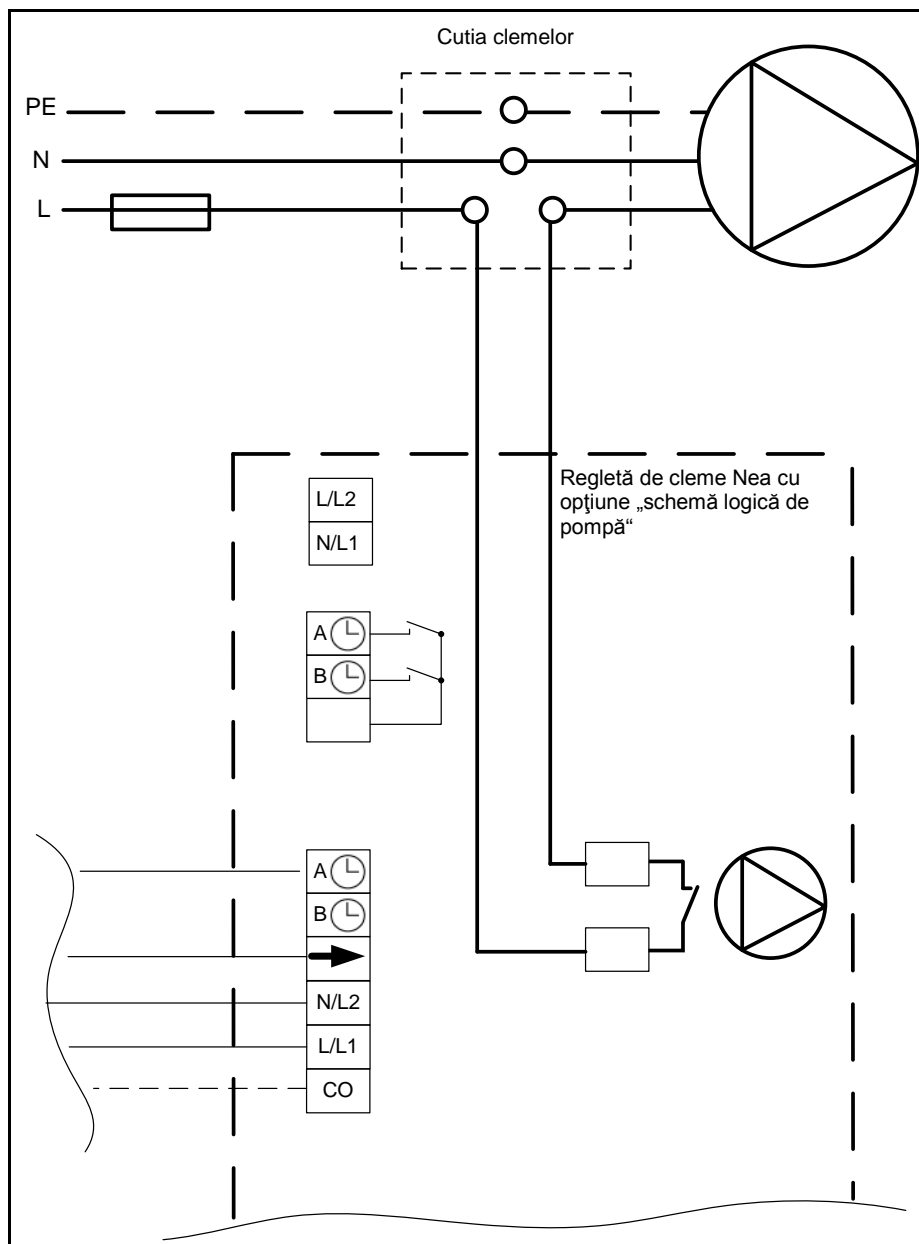 Cutia clemelor
PE
N
L
Regletă de cleme Nea cu
opţiune „schemă logică de
pompă“
L/L2
N/L1
A
B
A
B
N/L2
L/L1
CO